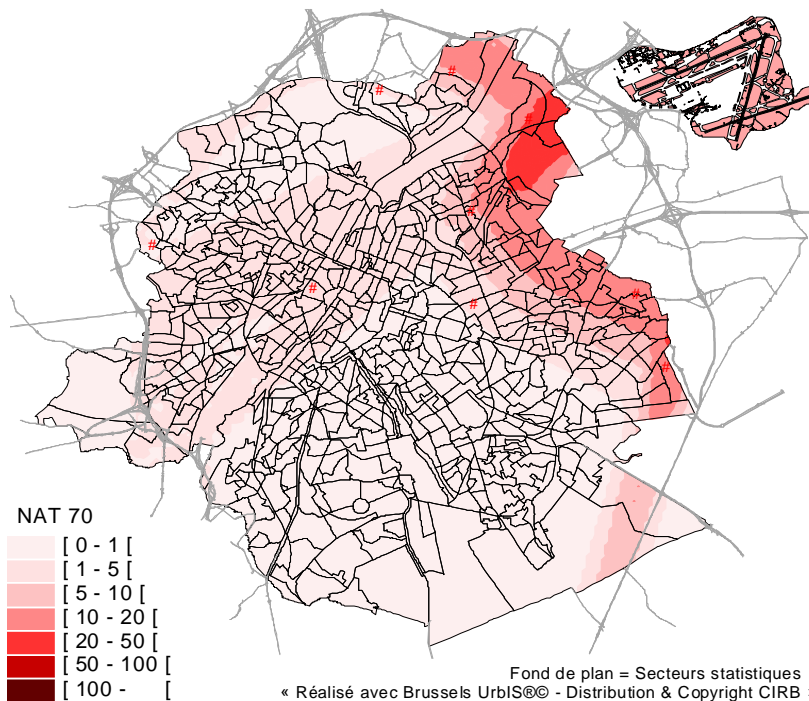 #
#
#
#
#
#
#
#
#
NAT 70
[ 0 - 1 [
[ 1 - 5 [
[ 5 - 10 [
[ 10 - 20 [
[ 20 - 50 [
[ 50 - 100 [
[ 100 - [
Fond de plan = Secteurs statistiques
« Réalisé avec Brussels UrbIS®© - Distribution & Copyright CIRB »